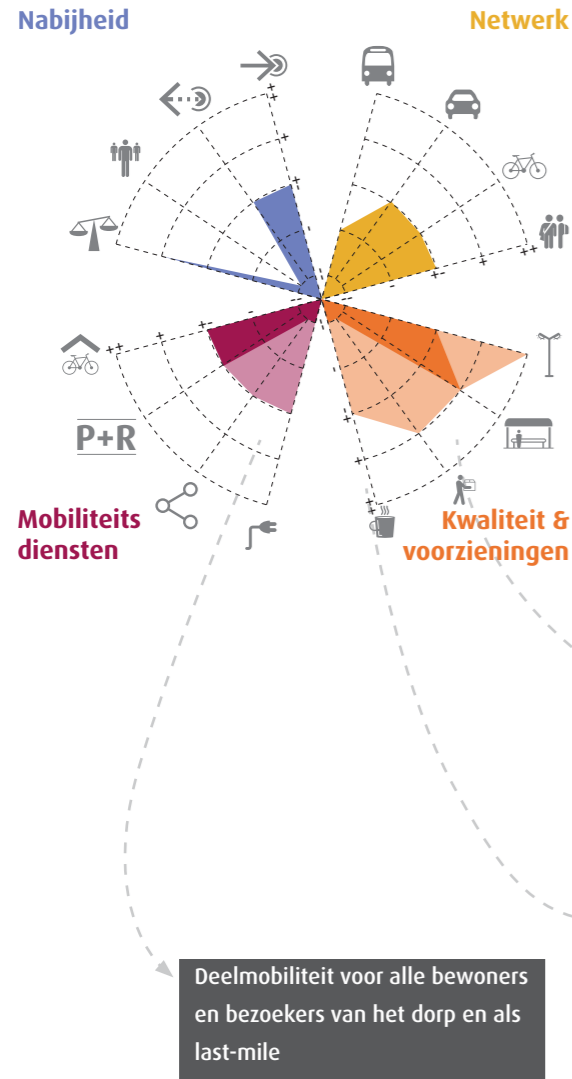 Nabijheid
Netwerk
P+R
Mobiliteits
diensten
Kwaliteit &
voorzieningen
Deelmobiliteit voor alle bewoners
en bezoekers van het dorp en als
last-mile